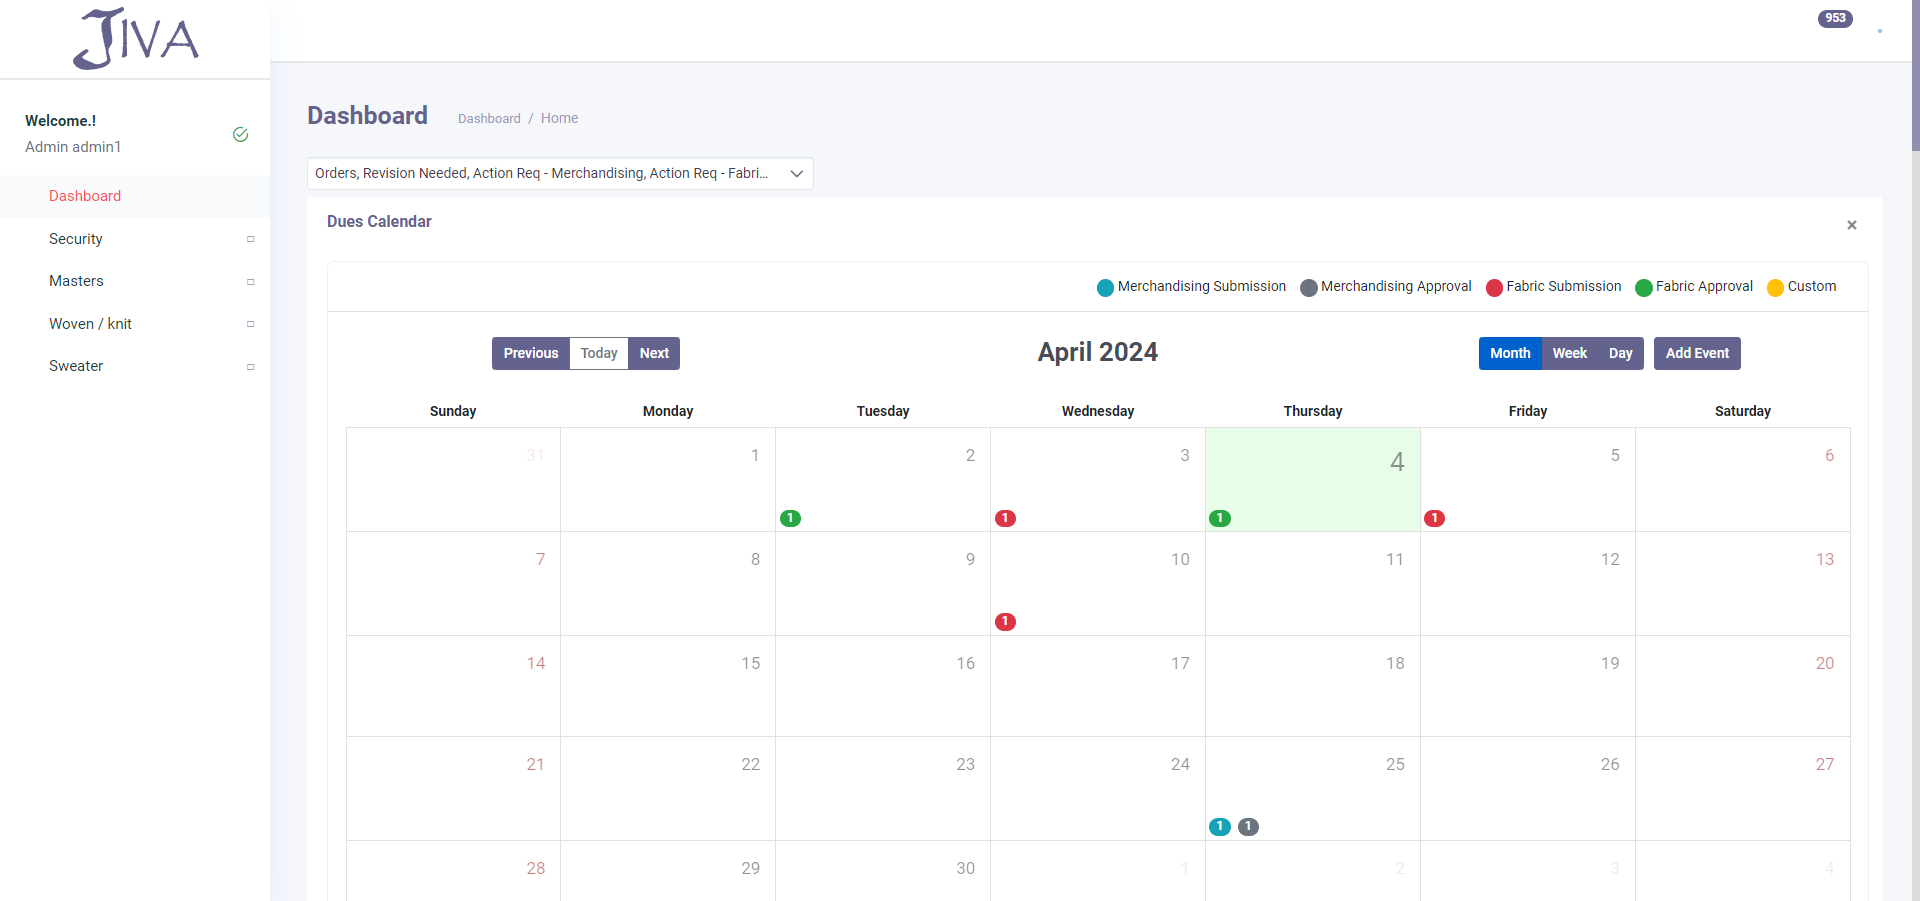 JIVA
953
Welcome.!
Admin admin1
Dashboard
Security
Masters
Woven / knit
Sweater
Dashboard
Dashboard / Home
Orders, Revision Needed, Action Req - Merchandising, Action Req - Fabri...
Dues Calendar
×
Merchandising Submission Merchandising Approval Fabric Submission Fabric Approval Custom
Previous Today Next
April 2024
Month Week Day Add Event
Sunday Monday Tuesday Wednesday Thursday Friday Saturday
31 1 2 3 4 5 6
1 1 1 1
7 8 9 10 11 12 13
1
14 15 16 17 18 19 20
21 22 23 24 25 26 27
1 1
28 29 30 1 2 3 4